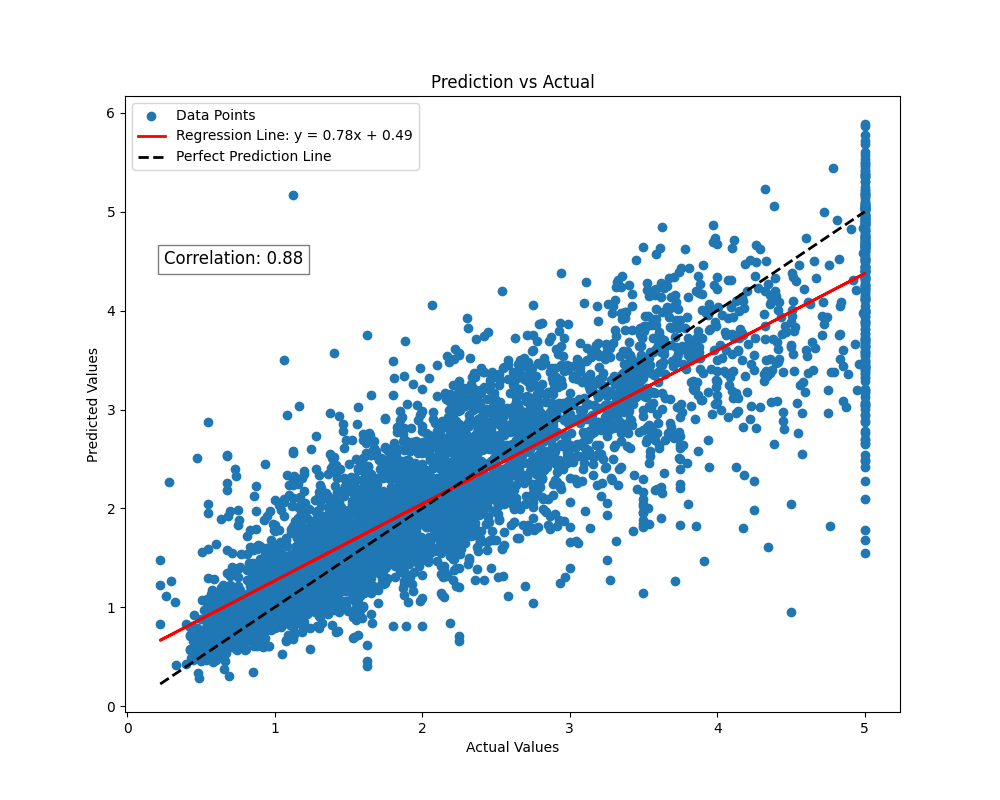 Prediction vs Actual
Data Points
Regression Line: y = 0.78x + 0.49
Perfect Prediction Line
Correlation: 0.88
6
5
4
3
2
1
0
Predicted Values
0 1 2 3 4 5
Actual Values